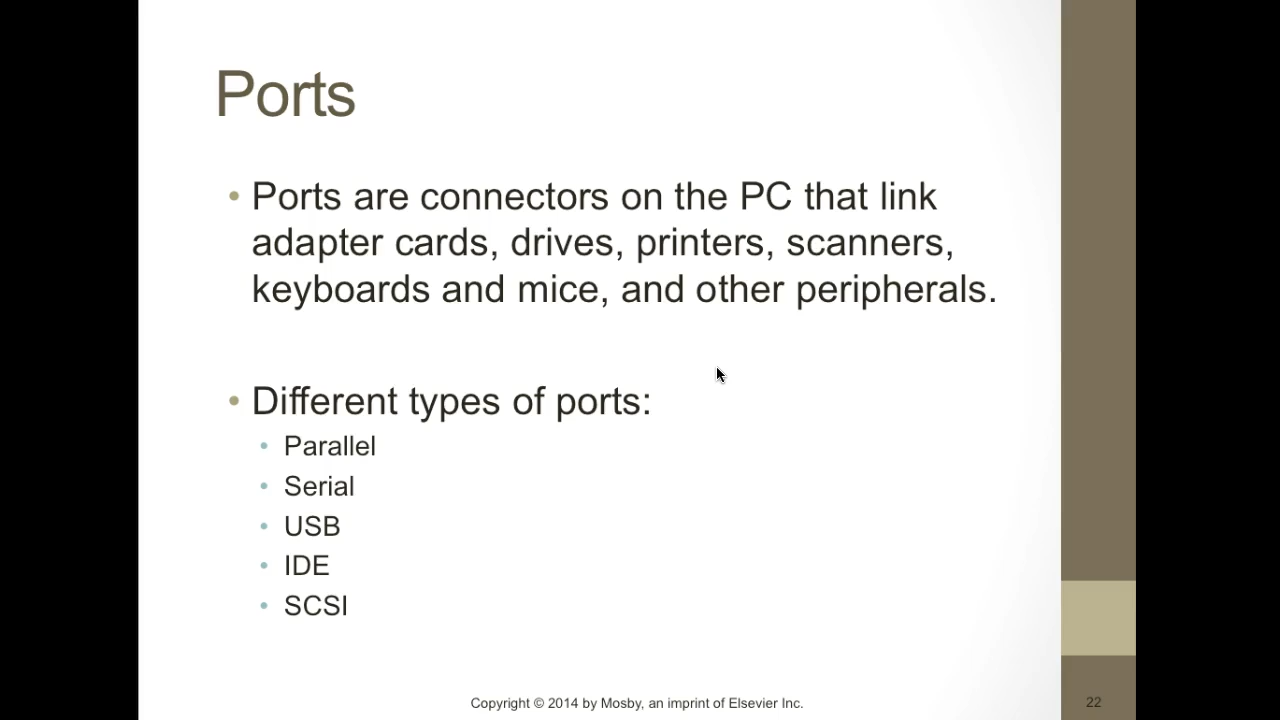 Ports
• Ports are connectors on the PC that link
adapter cards, drives, printers, scanners,
keyboards and mice, and other peripherals.
• Different types of ports:
• Parallel
• Serial
• USB
• IDE
• SCSI
Copyright © 2014 by Mosby, an imprint of Elsevier Inc.
22